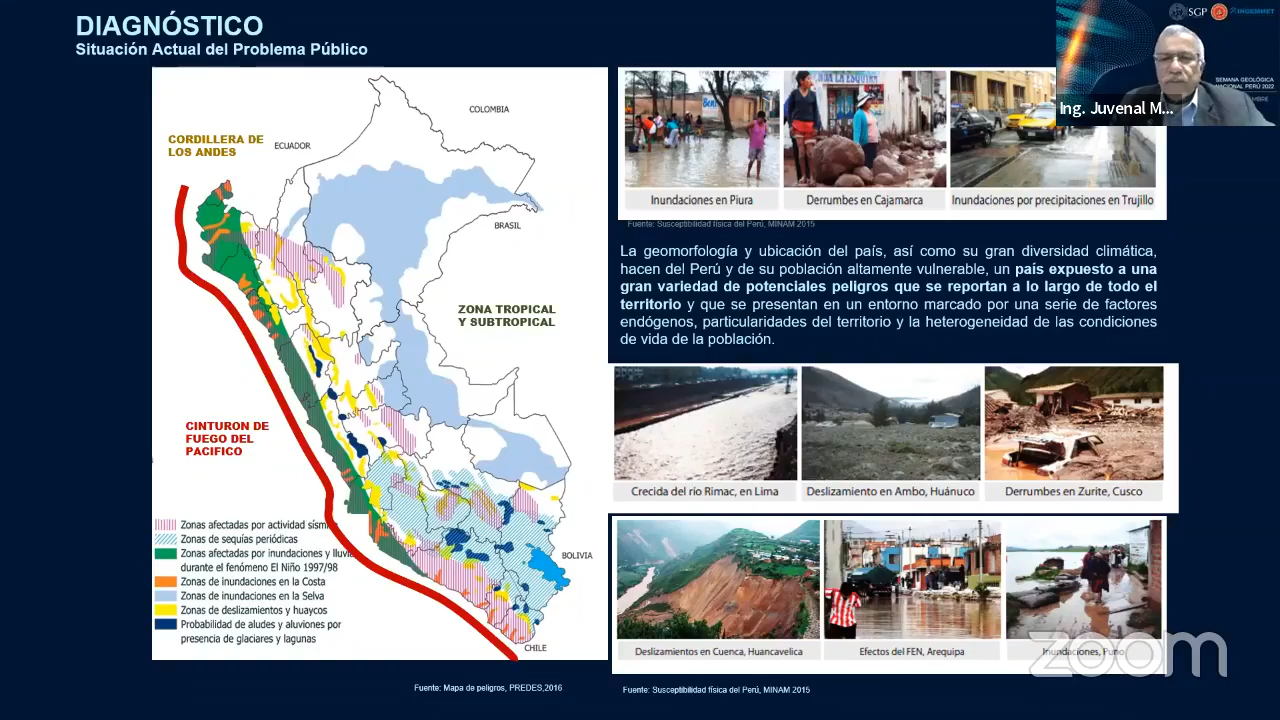 DIAGNÓSTICO
Situación Actual del Problema Público
SGP
INGEMMET
SEMANA GEOLÓGICA
NACIONAL PERÚ 2022
Ing. Juvenal M...
COLOMBIA
ECUADOR
CORDILLERA DE
LOS ANDES
BRASIL
ZONA TROPICAL
Y SUBTROPICAL
CINTURON DE
FUEGO DEL
PACIFICO
BOLIVIA
CHILE
Zonas afectadas por actividad sísm
Zonas de sequías periódicas
Zonas afectadas por inundaciones y lluvi
durante el fenómeno El Niño 1997/98
Zonas de inundaciones en la Costa
Zonas de inundaciones en la Selva
Zonas de deslizamientos y huaycos
Probabilidad de aludes y aluviones por
presencia de glaciares y lagunas
Fuente: Mapa de peligros, PREDES,2016
Inundaciones en Piura
Derrumbes en Cajamarca
Inundaciones por precipitaciones en Trujillo
Fuente: Susceptibilidad física del Perú, MINAM 2015
La geomorfología y ubicación del país, así como su gran diversidad climática,
hacen del Perú y de su población altamente vulnerable, un país expuesto a una
gran variedad de potenciales peligros que se reportan a lo largo de todo el
territorio y que se presentan en un entorno marcado por una serie de factores
endógenos, particularidades del territorio y la heterogeneidad de las condiciones
de vida de la población.
Crecida del río Rimac, en Lima
Deslizamiento en Ambo, Huánuco
Derrumbes en Zurite, Cusco
Deslizamientos en Cuenca, Huancavelica
Efectos del FEN, Arequipa
Inundaciones, Puno
zoom
Fuente: Susceptibilidad física del Perú, MINAM 2015